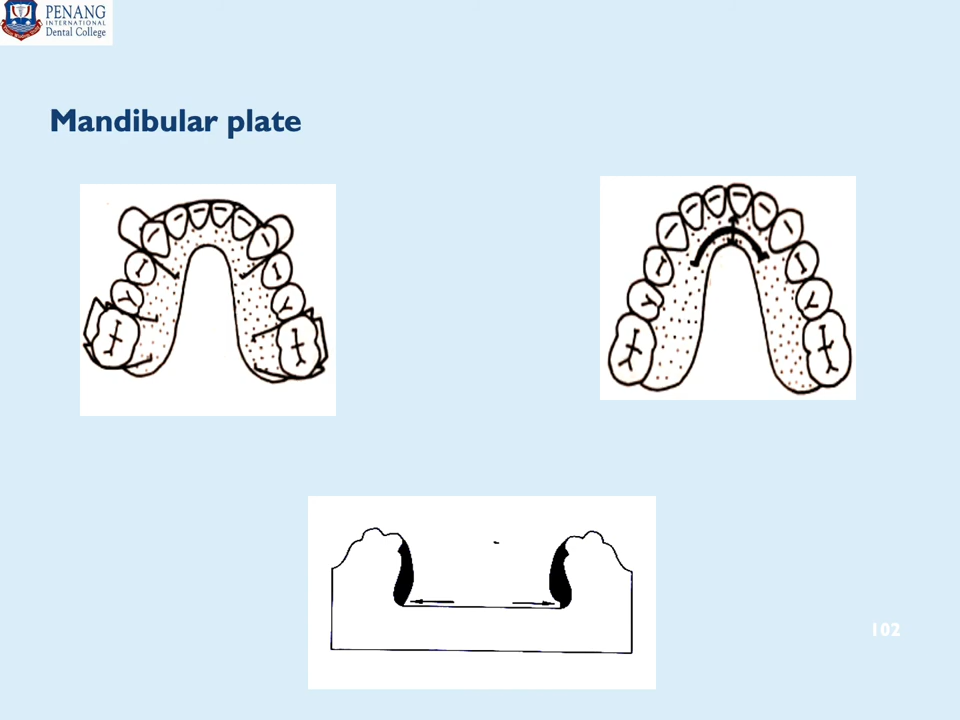 PENANG
INTERNATIONAL
Dental College
Mandibular plate
102